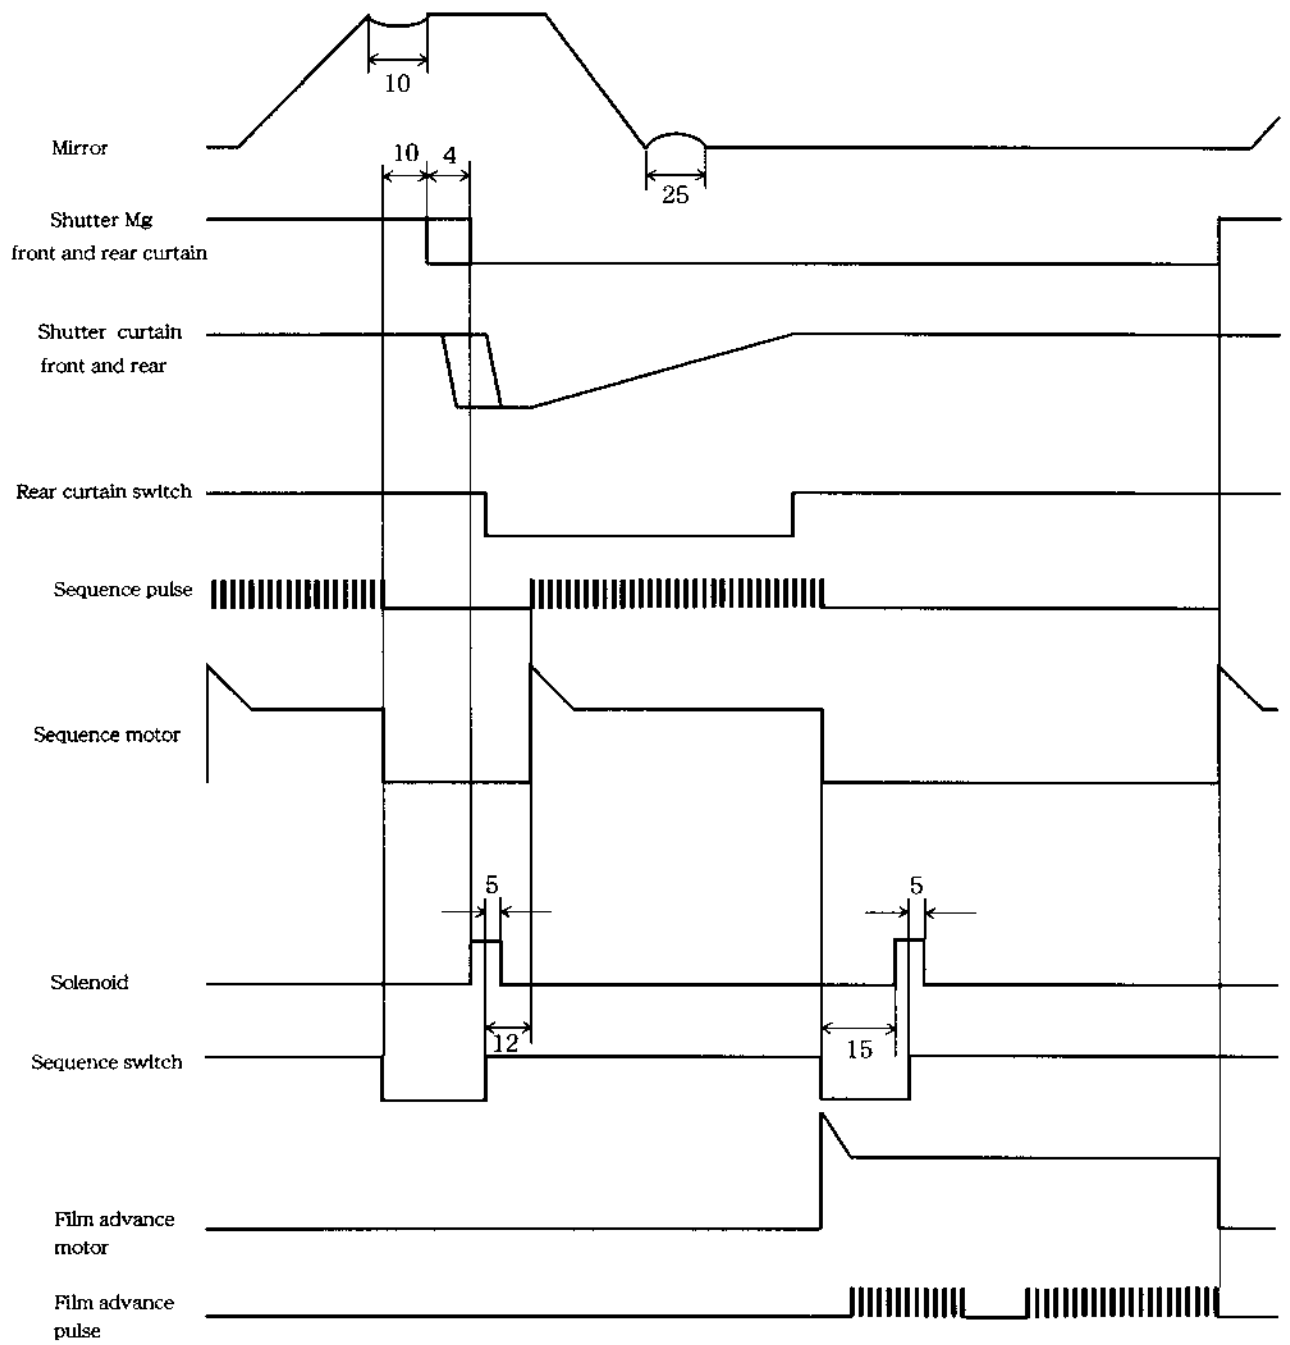 10
Mirror
10 4
25
Shutter Mg
front and rear curtain
Shutter curtain
front and rear
Rear curtain switch
Sequence pulse
Sequence motor
5 5
Solenoid
12
15
Sequence switch
Film advance
motor
Film advance
pulse